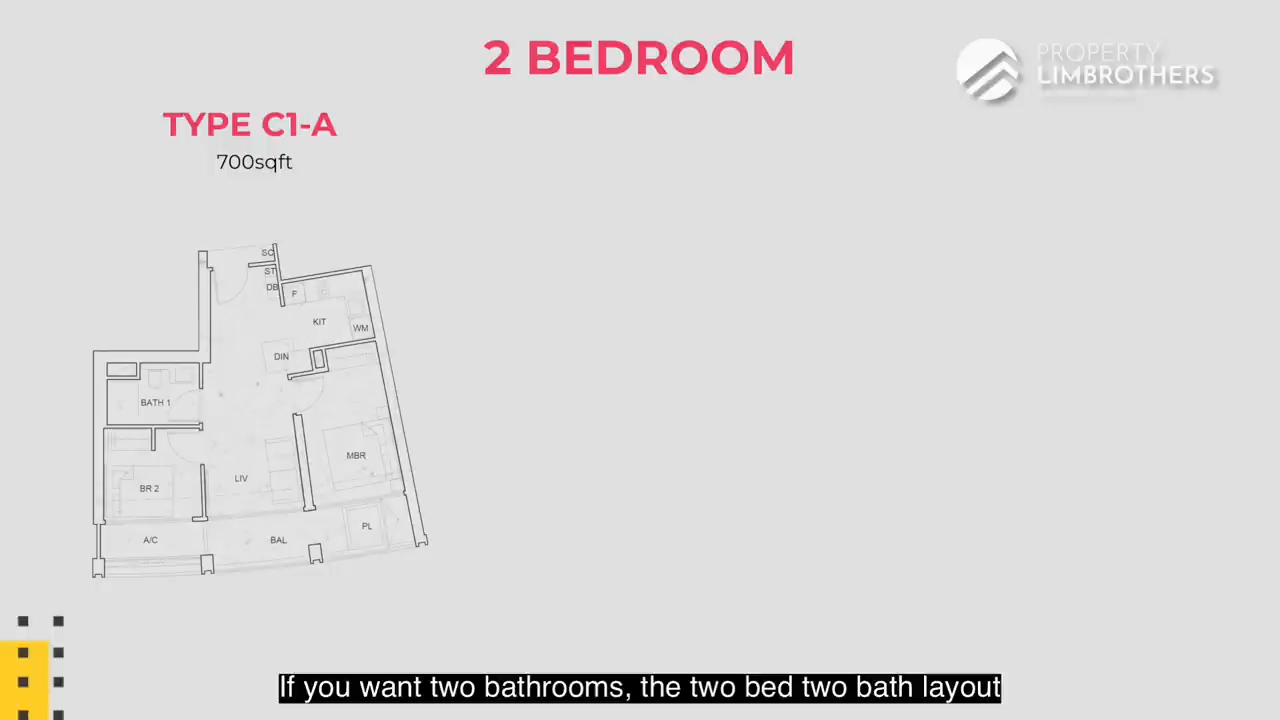 2 BEDROOM
PROPERTY
LIMBROTHERS
TYPE C1-A
700sqft
SC
ST
DB
F
KIT
WM
DIN
BATH 1
MBR
LIV
BR 2
PL
A/C
BAL
If you want two bathrooms, the two bed two bath layout